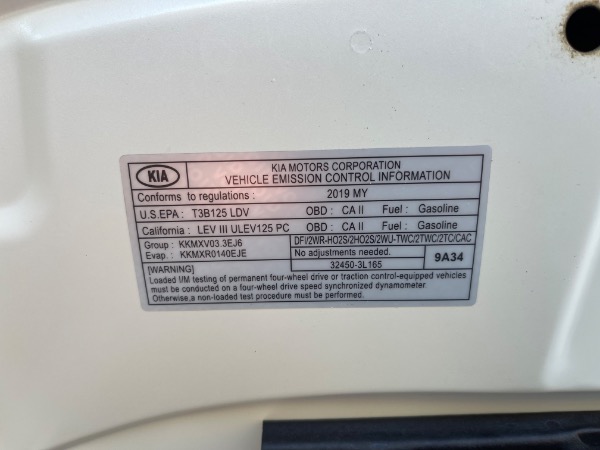 KIA
KIA MOTORS CORPORATION
VEHICLE EMISSION CONTROL INFORMATION
Conforms to regulations : 2019 MY
U.S.EPA : T3B125 LDV OBD : CA II Fuel : Gasoline
California : LEV III ULEV125 PC OBD : CA II Fuel : Gasoline
Group : KKMXV03.3EJ6
Evap. : KKMXR0140EJE
DFI/2WR-HO2S/2HO2S/2WU-TWC/2TWC/2TC/CAC
No adjustments needed.
32450-3L165
9A34
[WARNING]
Loaded I/M testing of permanent four-wheel drive or traction control-equipped vehicles
must be conducted on a four-wheel drive speed synchronized dynamometer.
Otherwise,a non-loaded test procedure must be performed.